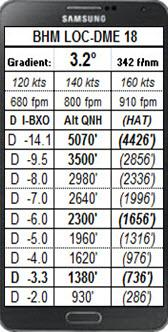 SAMSUNG
BHM LOC-DME 18
Gradient: 3.2° 342 f/nm
120 kts 140 kts 160 kts
680 fpm 800 fpm 910 fpm
D I-BXO Alt QNH (HAT)
D -14.1 5070' (4426')
D -9.5 3500' (2856')
D -8.0 2980' (2336')
D -7.0 2640' (1996')
D -6.0 2300' (1656')
D -5.0 1960' (1316')
D -4.0 1620' (976')
D -3.3 1380' (736')
D -2.0 930' (286')